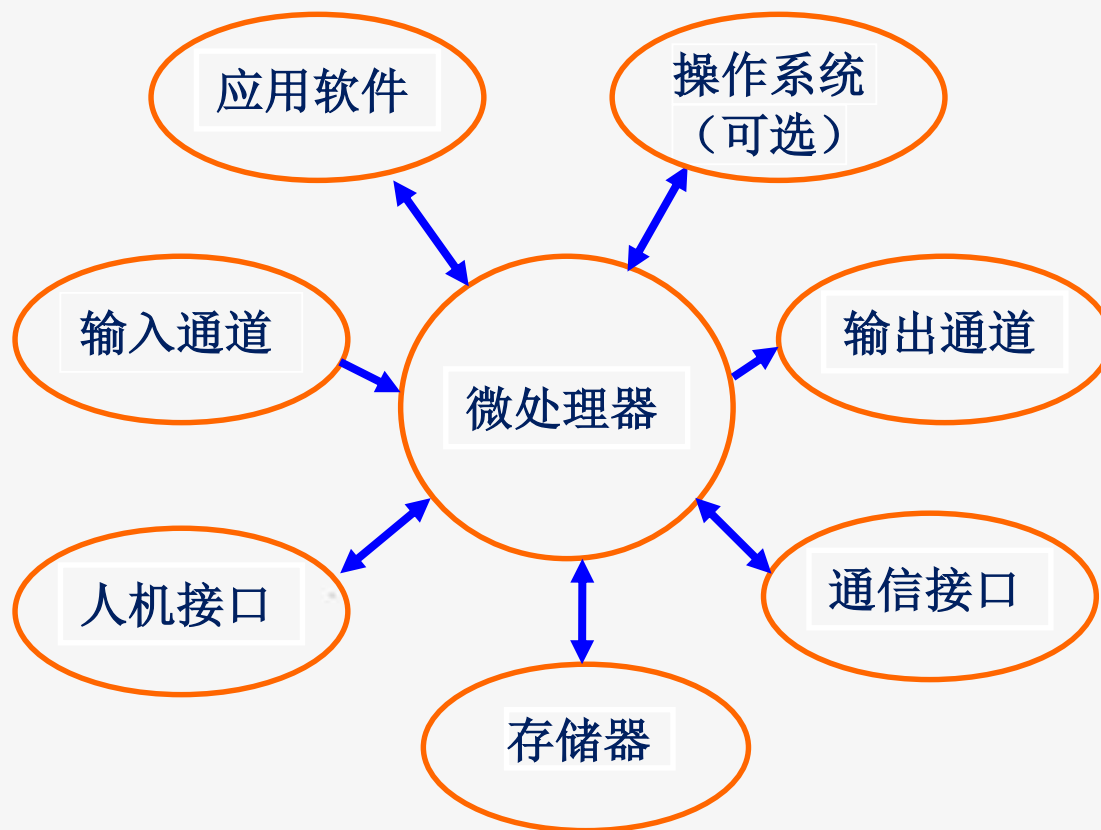 应用软件
操作系统
（可选）
输入通道
输出通道
微处理器
人机接口
通信接口
存储器